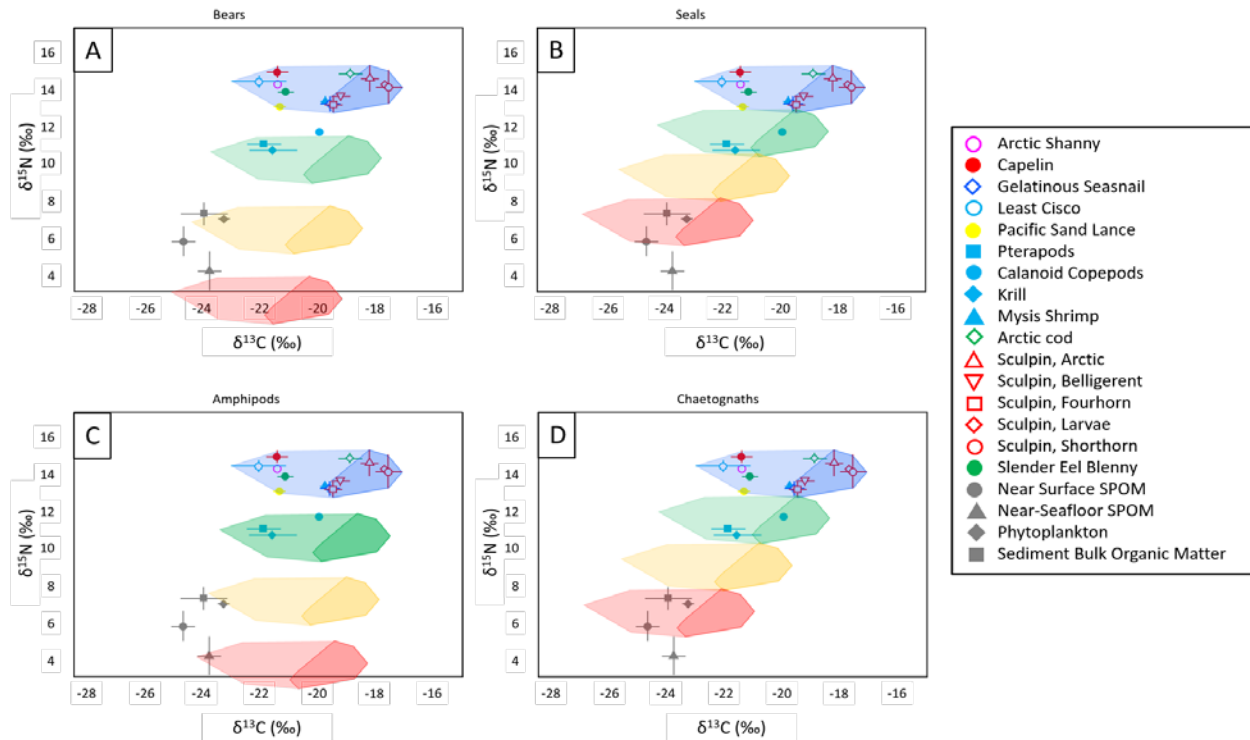 Bears
A
16
14
12
10
8
6
4
δ15N (‰)
-28
-26
-24
-22
-20
-18
-16
δ13C (‰)
Seals
B
16
14
12
10
8
6
4
δ15N (‰)
-28
-26
-24
-22
-20
-18
-16
δ13C (‰)
Amphipods
C
16
14
12
10
8
6
4
δ15N (‰)
-28
-26
-24
-22
-20
-18
-16
δ13C (‰)
Chaetognaths
D
16
14
12
10
8
6
4
δ15N (‰)
-28
-26
-24
-22
-20
-18
-16
δ13C (‰)
Arctic Shanny
Capelin
Gelatinous Seasnail
Least Cisco
Pacific Sand Lance
Pterapods
Calanoid Copepods
Krill
Mysis Shrimp
Arctic cod
Sculpin, Arctic
Sculpin, Belligerent
Sculpin, Fourhorn
Sculpin, Larvae
Sculpin, Shorthorn
Slender Eel Blenny
Near Surface SPOM
Near-Seafloor SPOM
Phytoplankton
Sediment Bulk Organic Matter